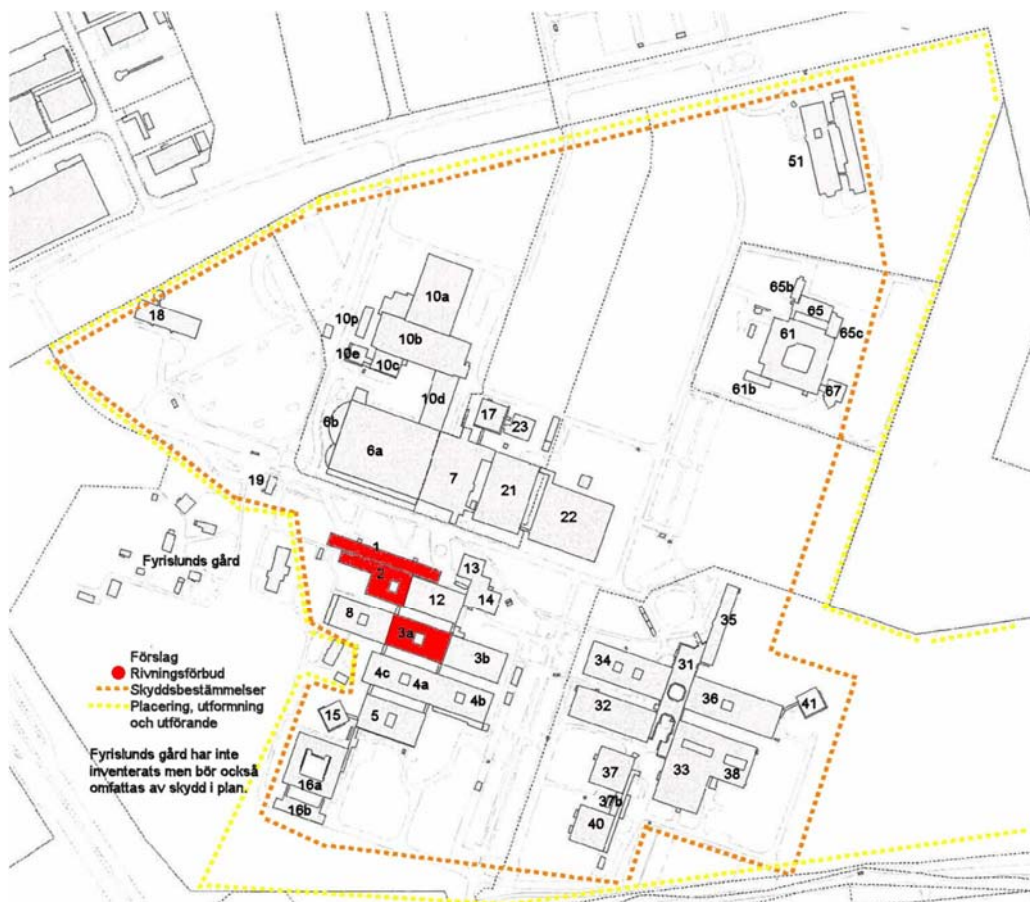 51
65b
65
10a
18
10p
61
65c
10b
10e
10c
61b
67
10d
17
6b
23
6a
7
21
22
19
Fyrislunds gård
1
2
13
12
14
8
35
3a
3b
34
31
Förslag
Rivningsförbud
Skyddsbestämmelser
Placering, utformning
och utförande
4c
4a
4b
36
41
32
15
5
Fyrislunds gård har inte
inventerats men bör också
omfattas av skydd i plan.
16a
16b
37
33
38
37b
40